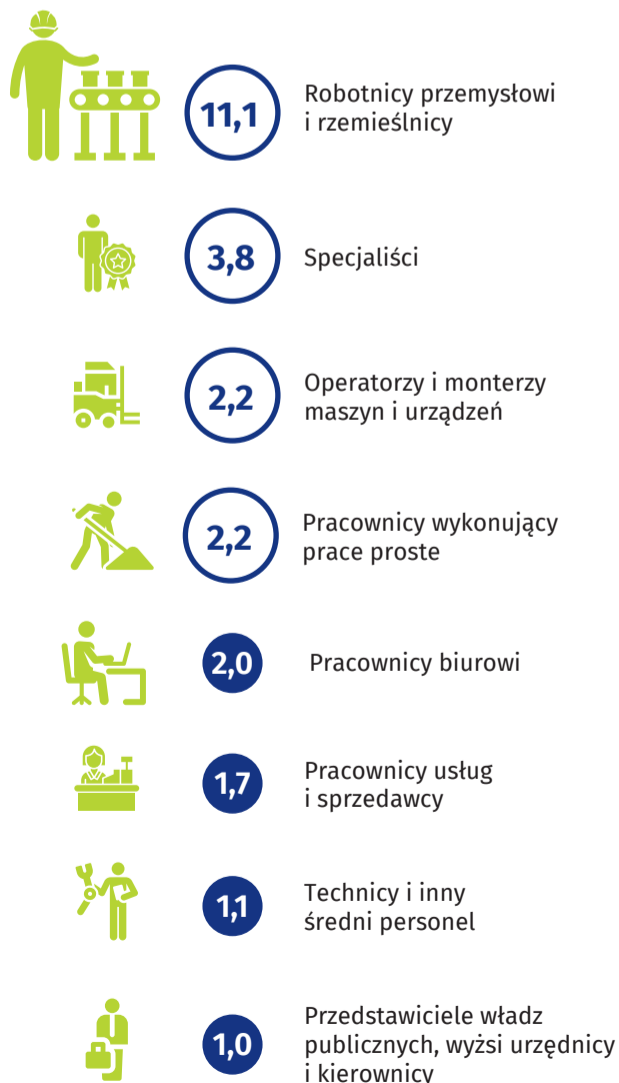 11,1
Robotnicy przemysłowi
i rzemieślnicy
3,8
Specjaliści
2,2
Operatorzy i monterzy
maszyn i urządzeń
2,2
Pracownicy wykonujący
prace proste
2,0
Pracownicy biurowi
1,7
Pracownicy usług
i sprzedawcy
1,1
Technicy i inny
średni personel
1,0
Przedstawiciele władz
publicznych, wyżsi urzędnicy
i kierownicy